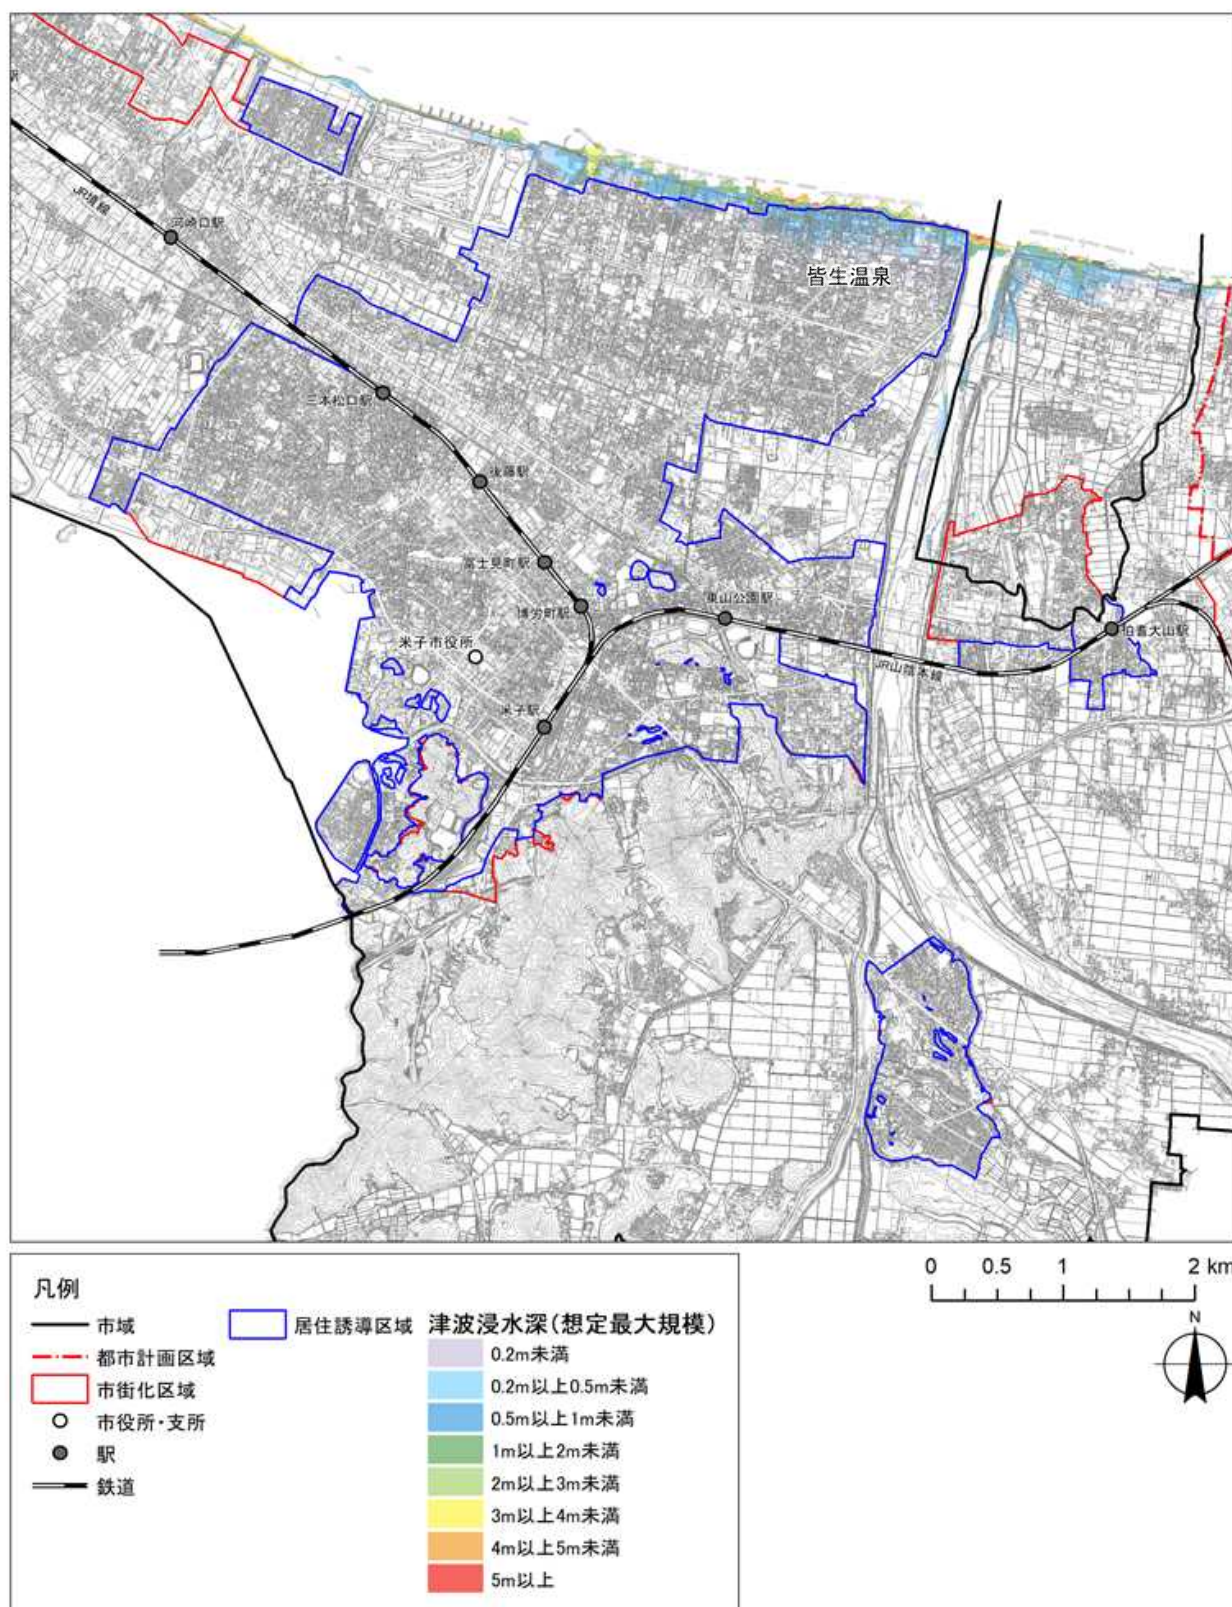 駅
JR境線
河崎口駅
皆生温泉
三本松口駅
後藤駅
富士見町駅
博労町駅
東山公園駅
伯耆大山駅
米子市役所
JR山陰本線
米子駅
凡例
市域
都市計画区域
市街化区域
市役所・支所
駅
鉄道
居住誘導区域
津波浸水深(想定最大規模)
0.2m未満
0.2m以上0.5m未満
0.5m以上1m未満
1m以上2m未満
2m以上3m未満
3m以上4m未満
4m以上5m未満
5m以上
0 0.5 1 2 km
N